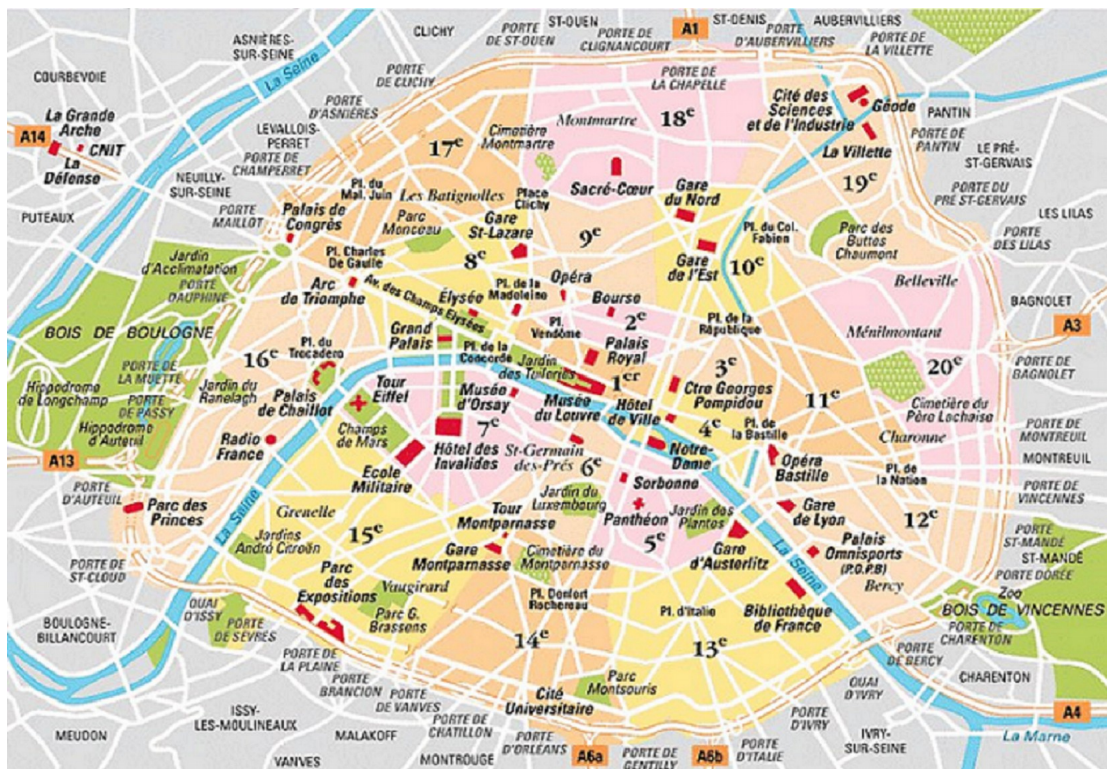 ST-OUEN
A1
ST-DENIS
AUBERVILLIERS
CLICHY
PORTE
DE ST-OUEN
PORTE DE
CLIGNANCOURT
PORTE
D'AUBERVILLIERS
PORTE DE
LA VILLETTE
ASNIÈRES-
SUR-SEINE
La Seine
COURBEVOIE
PORTE
DE CLICHY
PORTE DE
LA CHAPELLE
Cité des
Sciences
et de l'Industrie
Géode
PANTIN
La Grande
Arche
A14
CNIT
La
Défense
PORTE
D'ASNIÈRES
LEVALLOIS-
PERRET
PORTE DE
CHAMPERRET
17e
Cimetière
Montmartre
Montmartre
18e
La Villette
PORTE DE
PANTIN
LE PRÉ-
ST-GERVAIS
NEUILLY-
SUR-SEINE
Pl. du
Mal. Juin
Les Batignolles
Place
Clichy
Sacré-Cœur
Gare
du Nord
19e
PORTE DU
PRÉ ST-GERVAIS
PUTEAUX
PORTE
MAILLOT
Palais de
Congrès
Parc
Monceau
Gare
St-Lazare
9e
Pl. du Col.
Fabien
Parc des
Buttes
Chaumont
LES LILAS
PORTE
DES LILAS
Jardin
d'Acclimatation
Pl. Charles
De Gaulle
8e
Gare
de l'Est
10e
PORTE
DAUPHINE
Arc
de Triomphe
Av. des Champs Elysées
Élysée
Pl. de la
Madeleine
Opéra
Bourse
Belleville
BAGNOLET
A3
BOIS DE BOULOGNE
Grand
Palais
Pl.
Vendôme
2e
Pl. de la
République
Ménilmontant
16e
Pl. du
Trocadero
Pl. de la
Concorde
Palais
Royal
3e
20e
PORTE DE
BAGNOLET
PORTE DE
LA MUETTE
Jardin des
Tuileries
1er
Hippodrome
de Longchamp
Jardin du
Ranelagh
Palais
de Chaillot
Tour
Eiffel
Musée
d'Orsay
Musée
du Louvre
Hôtel
de Ville
Ctre Georges
Pompidou
11e
Cimetière du
Père Lachaise
PORTE
DE PASSY
Hippodrome
d'Auteuil
Champs
de Mars
7e
4e
Pl. de
la Bastille
Charonne
PORTE DE
MONTREUIL
Radio
France
Hôtel des
Invalides
St-Germain
des-Prés
Notre-
Dame
A13
Ecole
Militaire
6e
Sorbonne
Opéra
Bastille
Pl. de
la Nation
MONTREUIL
PORTE
D'AUTEUIL
Parc des
Princes
La Seine
Grenelle
15e
Tour
Montparnasse
Jardin du
Luxembourg
Panthéon
Jardin des
Plantes
Gare
de Lyon
12e
PORTE DE
VINCENNES
Jardins
André Citroën
Gare
Montparnasse
Cimetière du
Montparnasse
5e
Gare
d'Austerlitz
La Seine
Palais
Omnisports
(P.O.P.B)
PORTE DE
ST-MANDÉ
ST-MANDÉ
PORTE
DE ST-CLOUD
Parc
des
Expositions
Vaugirard
Pl. Denfert
Rochereau
Pl. d'Italie
Bibliothèque
de France
Bercy
PORTE DORÉE
Zoo
BOIS DE VINCENNES
QUAI
D'ISSY
BOULOGNE-
BILLANCOURT
PORTE
DE SÈVRES
Parc G.
Brassens
14e
13e
PORTE DE
CHARENTON
PORTE
DE BERCY
CHARENTON
PORTE DE
LA PLAINE
PORTE
BRANCION
PORTE
DE VANVES
Parc
Montsouris
QUAI
D'IVRY
ISSY-
LES-MOULINEAUX
PORTE DE
CHATILLON
Cité
Universitaire
PORTE
D'IVRY
A4
La Marne
MEUDON
MALAKOFF
VANVES
MONTROUGE
PORTE
D'ORLEANS
A6a
PORTE DE
GENTILLY
A6b
PORTE
D'ITALIE
IVRY-
SUR-SEINE